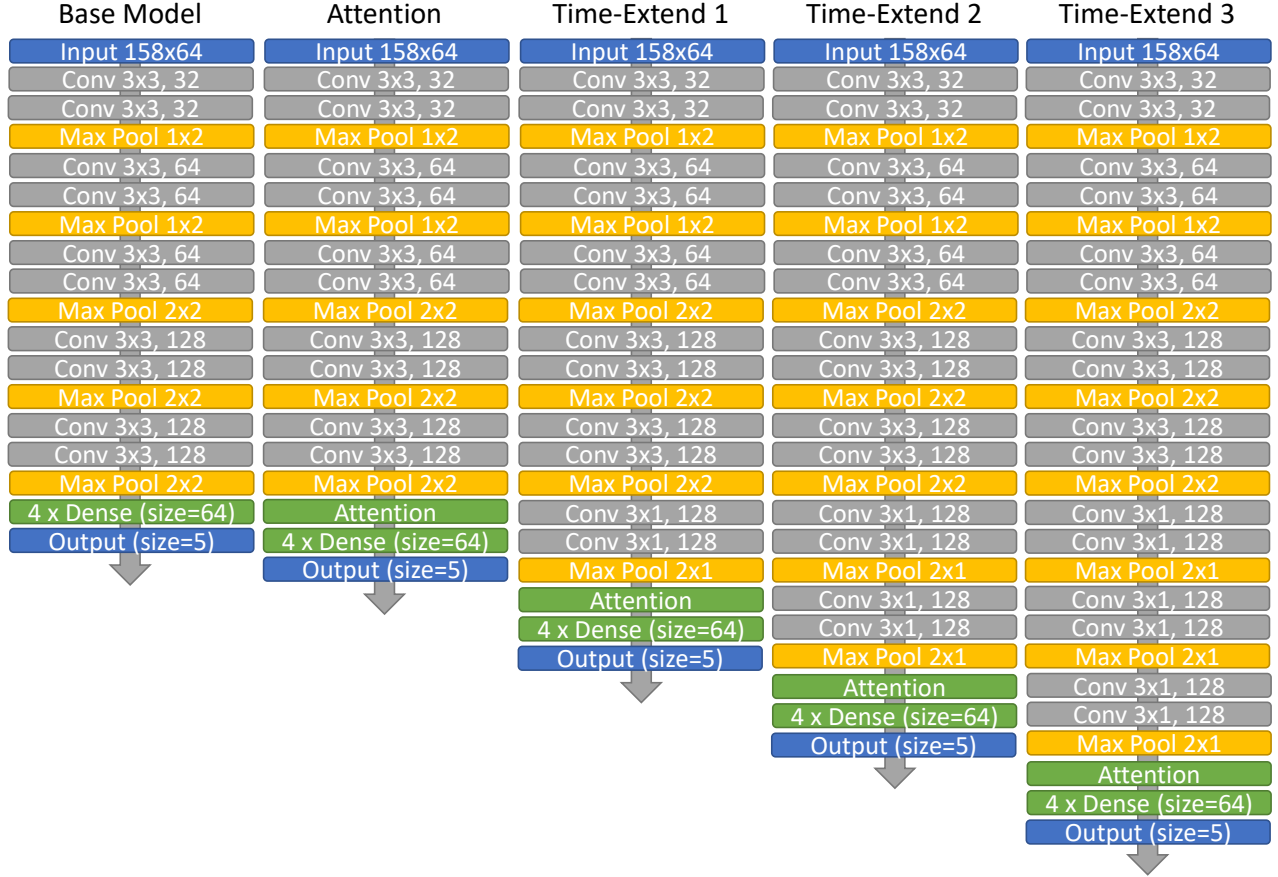 Base Model
Input 158x64
Conv 3x3, 32
Conv 3x3, 32
Max Pool 1x2
Conv 3x3, 64
Conv 3x3, 64
Max Pool 1x2
Conv 3x3, 64
Conv 3x3, 64
Max Pool 2x2
Conv 3x3, 128
Conv 3x3, 128
Max Pool 2x2
Conv 3x3, 128
Conv 3x3, 128
Max Pool 2x2
4 x Dense (size=64)
Output (size=5)
Attention
Input 158x64
Conv 3x3, 32
Conv 3x3, 32
Max Pool 1x2
Conv 3x3, 64
Conv 3x3, 64
Max Pool 1x2
Conv 3x3, 64
Conv 3x3, 64
Max Pool 2x2
Conv 3x3, 128
Conv 3x3, 128
Max Pool 2x2
Conv 3x3, 128
Conv 3x3, 128
Max Pool 2x2
Attention
4 x Dense (size=64)
Output (size=5)
Time-Extend 1
Input 158x64
Conv 3x3, 32
Conv 3x3, 32
Max Pool 1x2
Conv 3x3, 64
Conv 3x3, 64
Max Pool 1x2
Conv 3x3, 64
Conv 3x3, 64
Max Pool 2x2
Conv 3x3, 128
Conv 3x3, 128
Max Pool 2x2
Conv 3x3, 128
Conv 3x3, 128
Max Pool 2x2
Conv 3x1, 128
Conv 3x1, 128
Max Pool 2x1
Attention
4 x Dense (size=64)
Output (size=5)
Time-Extend 2
Input 158x64
Conv 3x3, 32
Conv 3x3, 32
Max Pool 1x2
Conv 3x3, 64
Conv 3x3, 64
Max Pool 1x2
Conv 3x3, 64
Conv 3x3, 64
Max Pool 2x2
Conv 3x3, 128
Conv 3x3, 128
Max Pool 2x2
Conv 3x3, 128
Conv 3x3, 128
Max Pool 2x2
Conv 3x1, 128
Conv 3x1, 128
Max Pool 2x1
Conv 3x1, 128
Conv 3x1, 128
Max Pool 2x1
Attention
4 x Dense (size=64)
Output (size=5)
Time-Extend 3
Input 158x64
Conv 3x3, 32
Conv 3x3, 32
Max Pool 1x2
Conv 3x3, 64
Conv 3x3, 64
Max Pool 1x2
Conv 3x3, 64
Conv 3x3, 64
Max Pool 2x2
Conv 3x3, 128
Conv 3x3, 128
Max Pool 2x2
Conv 3x3, 128
Conv 3x3, 128
Max Pool 2x2
Conv 3x1, 128
Conv 3x1, 128
Max Pool 2x1
Conv 3x1, 128
Conv 3x1, 128
Max Pool 2x1
Conv 3x1, 128
Conv 3x1, 128
Max Pool 2x1
Attention
4 x Dense (size=64)
Output (size=5)